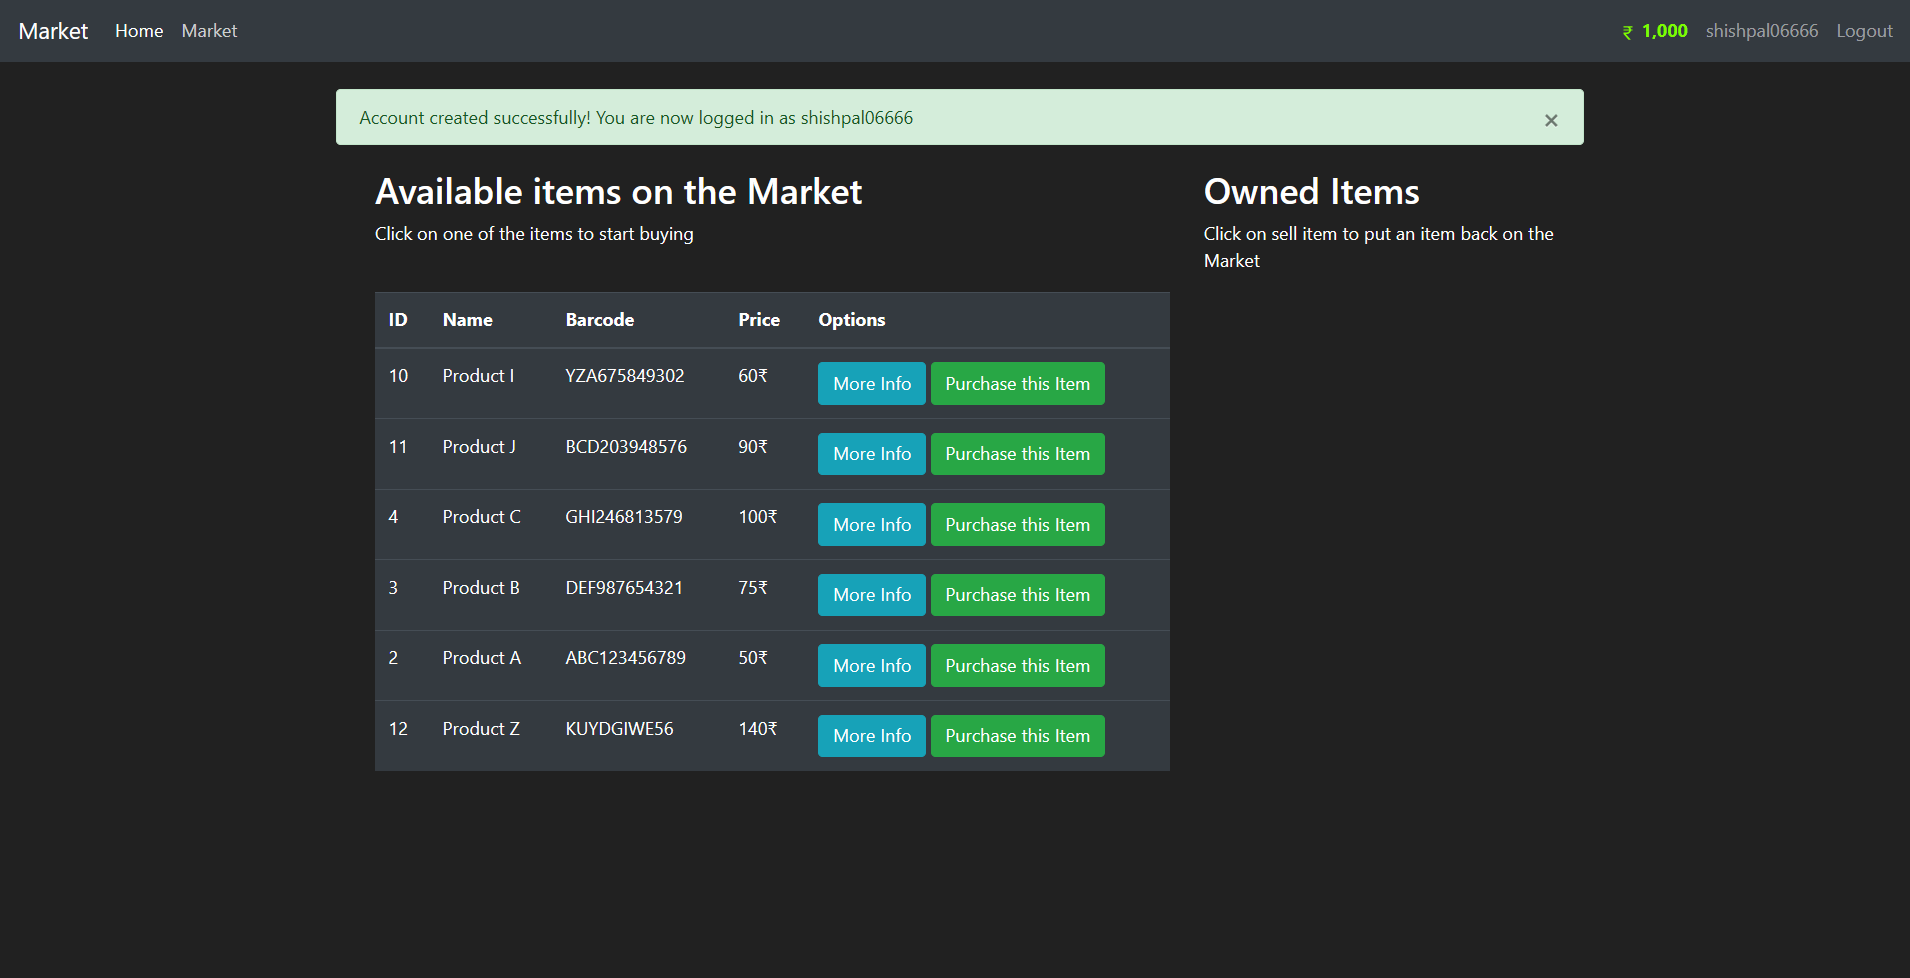 Market Home Market ₹ 1,000 shishpal06666 Logout
Account created successfully! You are now logged in as shishpal06666 ×
Available items on the Market
Click on one of the items to start buying
Owned Items
Click on sell item to put an item back on the
Market
ID Name Barcode Price Options
10 Product I YZA675849302 60₹ More Info Purchase this Item
11 Product J BCD203948576 90₹ More Info Purchase this Item
4 Product C GHI246813579 100₹ More Info Purchase this Item
3 Product B DEF987654321 75₹ More Info Purchase this Item
2 Product A ABC123456789 50₹ More Info Purchase this Item
12 Product Z KUYDGIWE56 140₹ More Info Purchase this Item